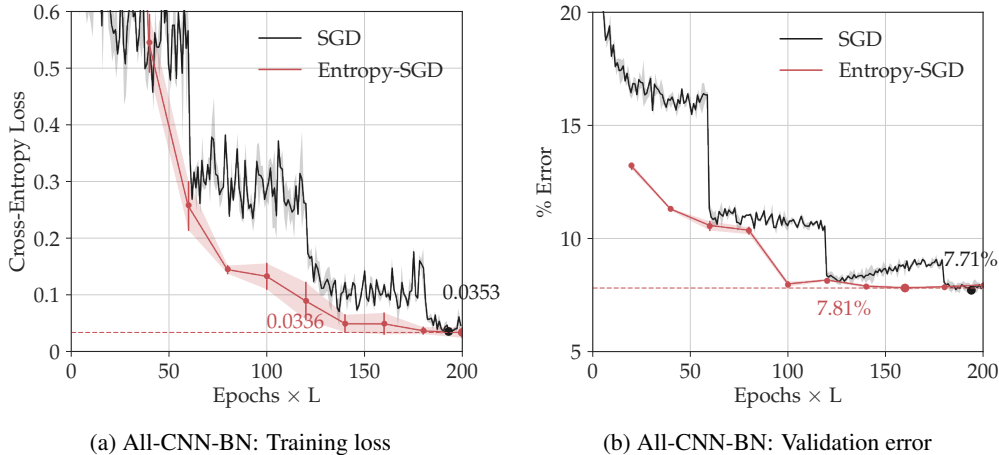 0.6
0.5
0.4
0.3
0.2
0.1
0
Cross-Entropy Loss
SGD
Entropy-SGD
0.0353
0.0336
0 50 100 150 200
Epochs × L
(a) All-CNN-BN: Training loss
20
15
10
5
% Error
SGD
Entropy-SGD
7.71%
7.81%
0 50 100 150 200
Epochs × L
(b) All-CNN-BN: Validation error